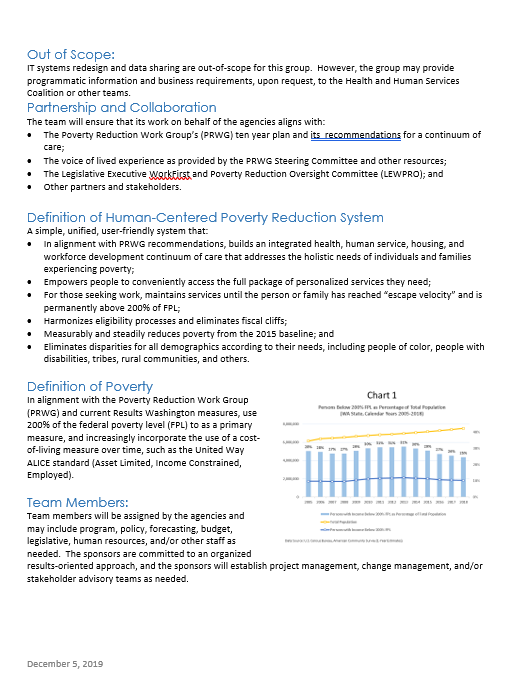 Out of Scope:
IT systems redesign and data sharing are out-of-scope for this group.  However, the group may provide
programmatic information and business requirements, upon request, to the Health and Human Services
Coalition or other teams.
Partnership and Collaboration
The team will ensure that its work on behalf of the agencies aligns with:
• The Poverty Reduction Work Group's (PRWG) ten year plan and its  recommendations for a continuum of
care;
• The voice of lived experience as provided by the PRWG Steering Committee and other resources;
• The Legislative Executive WorkFirst and Poverty Reduction Oversight Committee (LEWPRO); and
• Other partners and stakeholders.
Definition of Human-Centered Poverty Reduction System
A simple, unified, user-friendly system that:
• In alignment with PRWG recommendations, builds an integrated health, human service, housing, and
workforce development continuum of care that addresses the holistic needs of individuals and families
experiencing poverty;
• Empowers people to conveniently access the full package of personalized services they need;
• For those seeking work, maintains services until the person or family has reached "escape velocity" and is
permanently above 200% of FPL;
• Harmonizes eligibility processes and eliminates fiscal cliffs;
• Measurably and steadily reduces poverty from the 2015 baseline; and
• Eliminates disparities for all demographics according to their needs, including people of color, people with
disabilities, tribes, rural communities, and others.
Definition of Poverty
In alignment with the Poverty Reduction Work Group
(PRWG) and current Results Washington measures, use
200% of the federal poverty level (FPL) to as a primary
measure, and increasingly incorporate the use of a cost-
of-living measure over time, such as the United Way
ALICE standard (Asset Limited, Income Constrained,
Employed).
Chart 1
Persons Below 200% FPL as Percentage of Total Population
(WA State, Calendar Years 2005-2018)
Team Members:
Team members will be assigned by the agencies and
may include program, policy, forecasting, budget,
legislative, human resources, and/or other staff as
needed.  The sponsors are committed to an organized
results-oriented approach, and the sponsors will establish project management, change management, and/or
stakeholder advisory teams as needed.
December 5, 2019